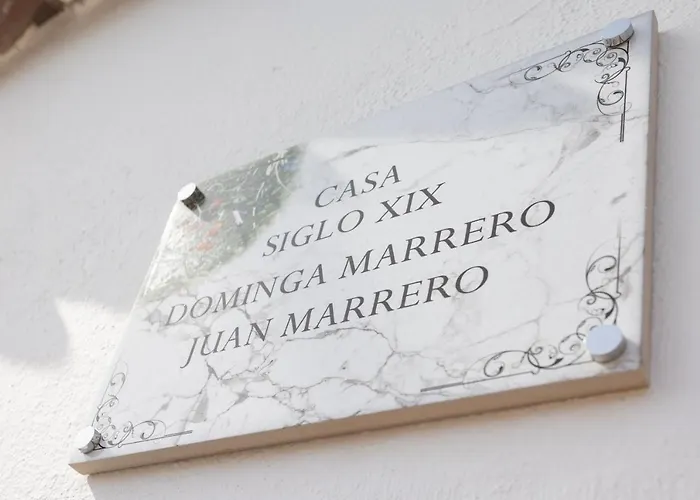 CASA
SIGLO XIX
DOMINGA MARRERO
JUAN MARRERO